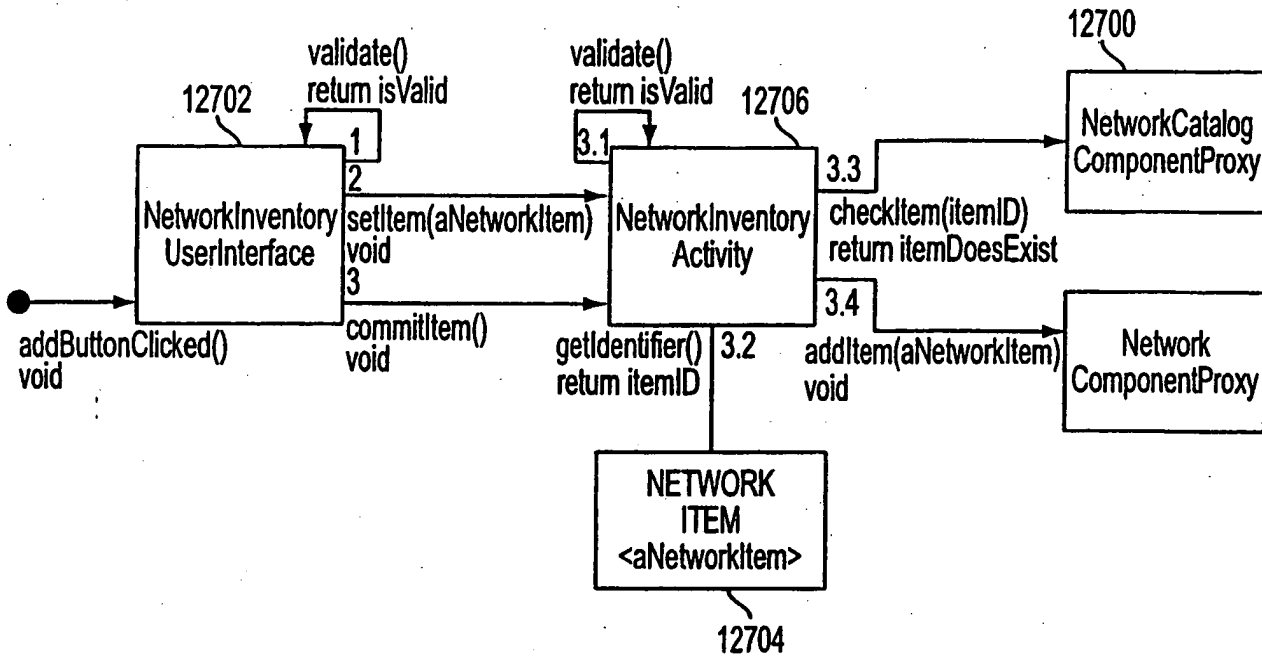 12700
validate()
return isValid
validate()
return isValid
12702
12706
1
3.1
NetworkCatalog
ComponentProxy
2
3.3
NetworkInventory
UserInterface
setItem(aNetworkItem)
void
NetworkInventory
Activity
checkItem(itemID)
return itemDoesExist
3
3.4
addButtonClicked()
void
commitItem()
void
getIdentifier()
return itemID
3.2
addItem(aNetworkItem)
void
Network
ComponentProxy
NETWORK
ITEM
<aNetworkItem>
12704